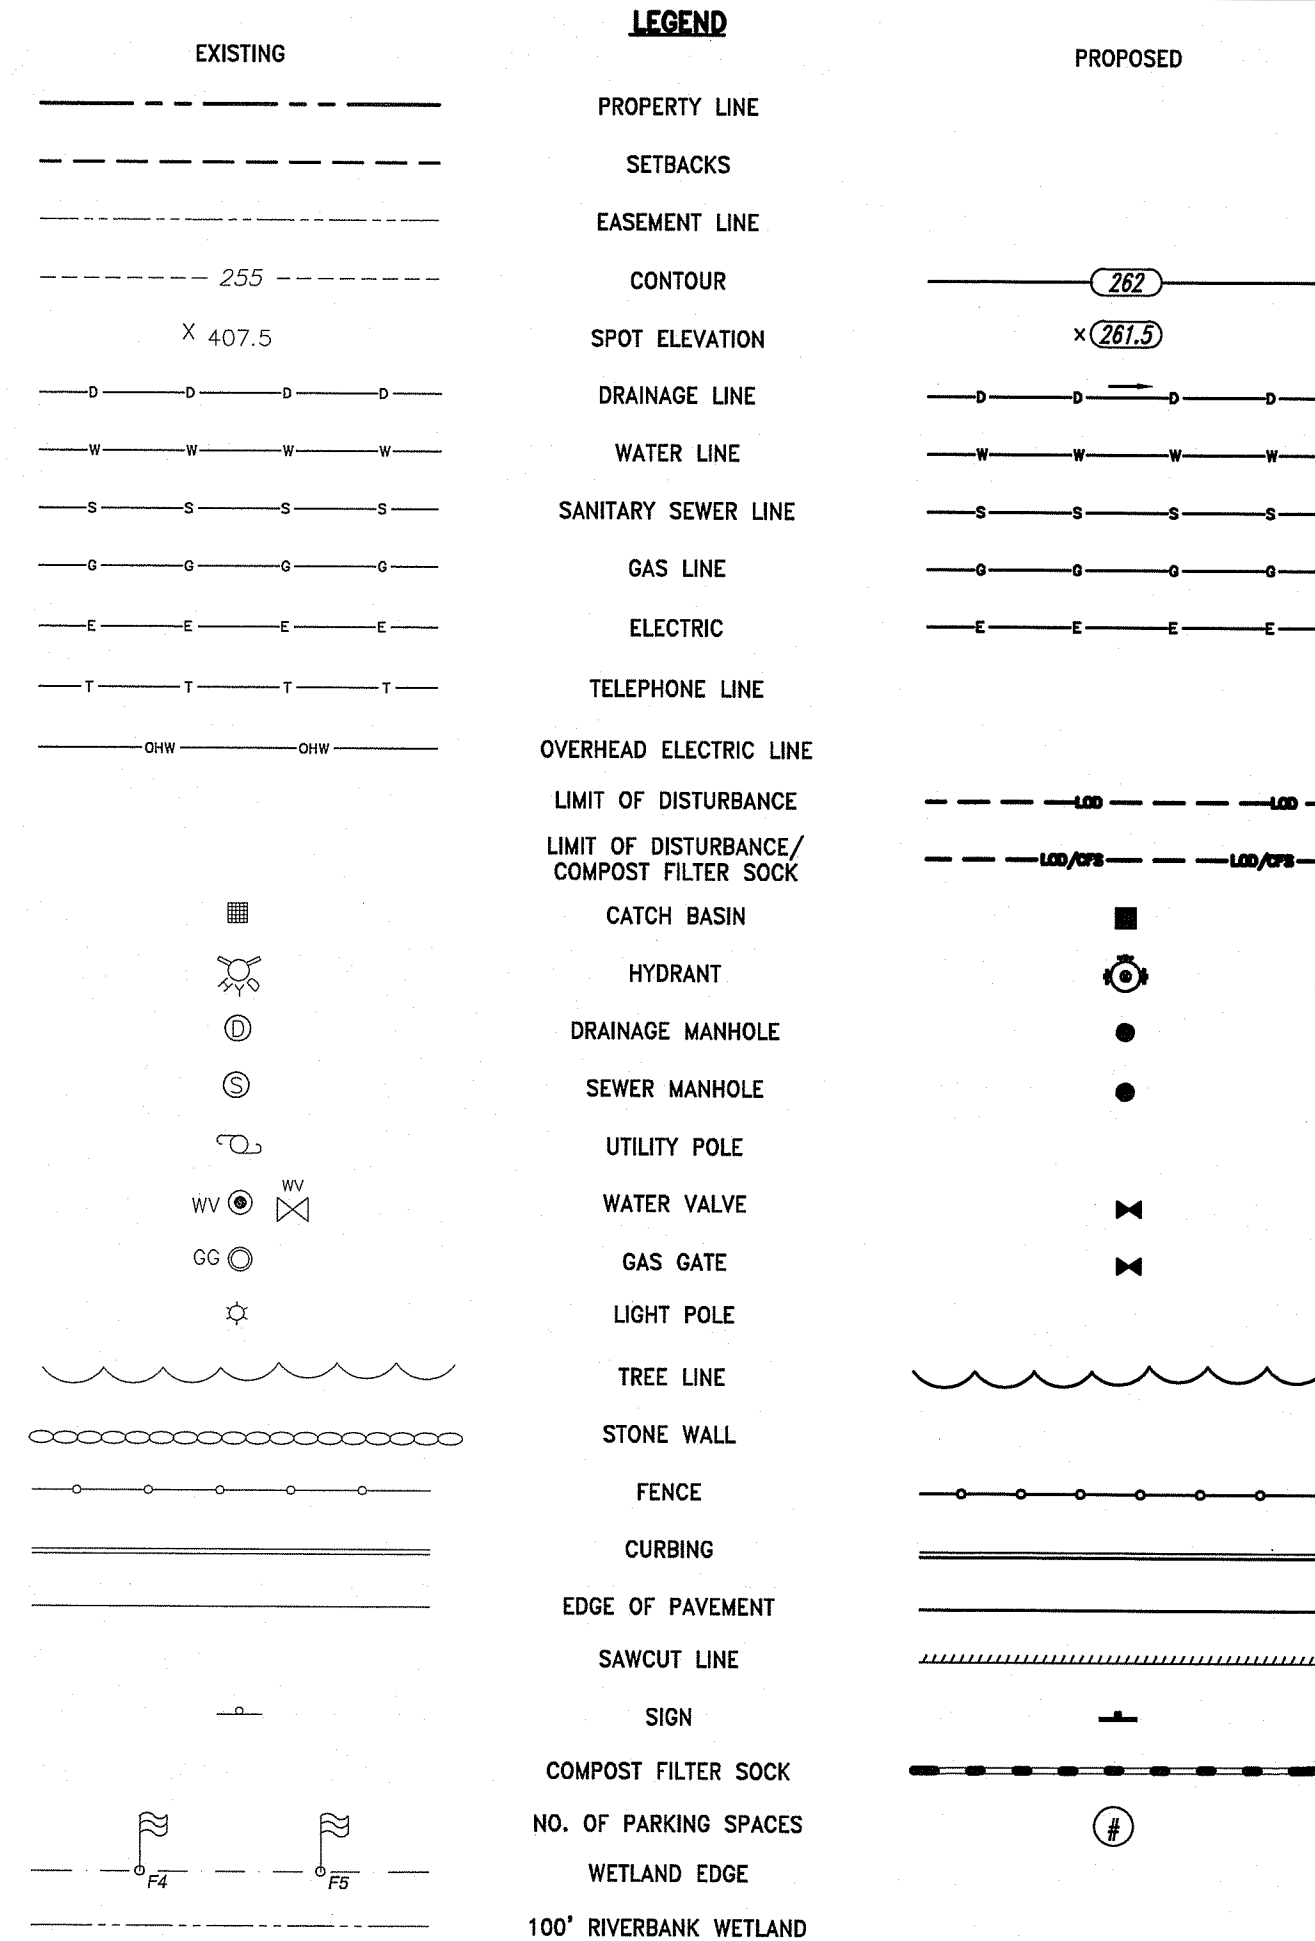 LEGEND
EXISTING PROPOSED
PROPERTY LINE
SETBACKS
EASEMENT LINE
255 CONTOUR 262
X 407.5 SPOT ELEVATION x 261.5
D D D D DRAINAGE LINE D D D D
W W W W WATER LINE W W W W
S S S S SANITARY SEWER LINE S S S S
G G G G GAS LINE G G G G
E E E E ELECTRIC E E E E
T T T T TELEPHONE LINE
OHW OHW OVERHEAD ELECTRIC LINE
LIMIT OF DISTURBANCE LOD LOD
LIMIT OF DISTURBANCE/
COMPOST FILTER SOCK LOD/CFS LOD/CFS
CATCH BASIN
HYD HYDRANT
D DRAINAGE MANHOLE
S SEWER MANHOLE
UTILITY POLE
WV WV WATER VALVE
GG GAS GATE
LIGHT POLE
TREE LINE
STONE WALL
FENCE
CURBING
EDGE OF PAVEMENT
SAWCUT LINE
SIGN
COMPOST FILTER SOCK
NO. OF PARKING SPACES #
F4 F5 WETLAND EDGE
100' RIVERBANK WETLAND